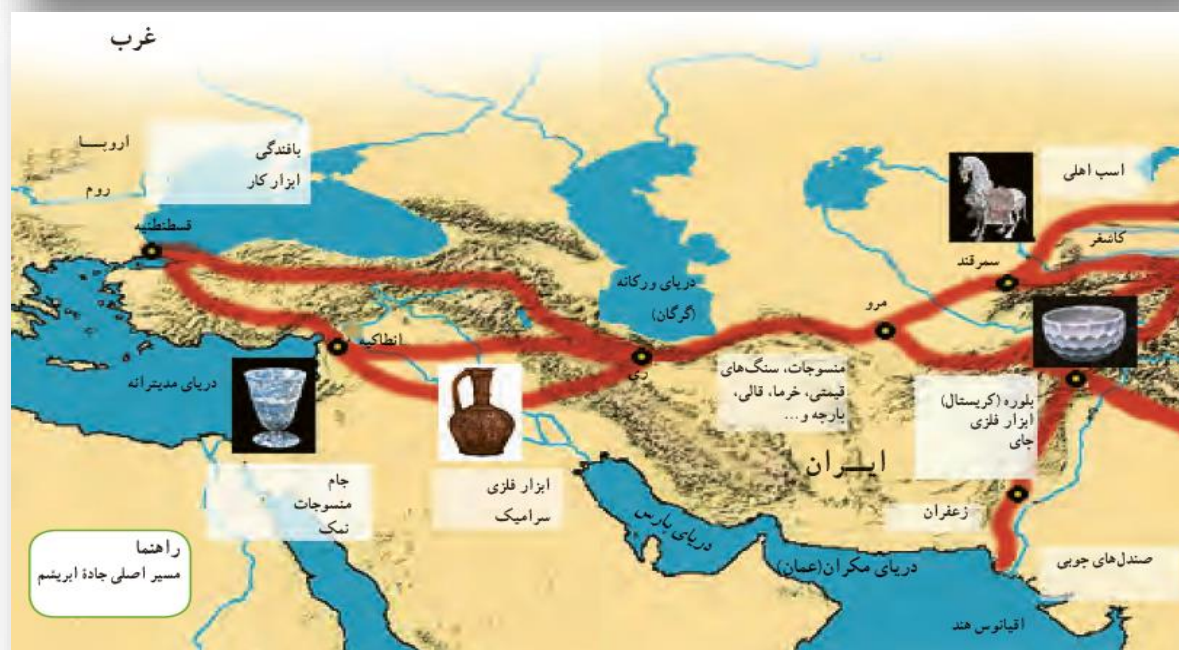 غرب
اروپــا
روم
بافندگی
ابزار کار
قسطنطنیه
انطاکیه
دریای مدیترانه
جام
منسوجات
نمک
ابزار فلزی
سرامیک
راهنما
مسیر اصلی جادهٔ ابریشم
دریای ورکانه
(گرگان)
ری
مرو
سمرقند
کاشغر
اسب اهلی
منسوجات، سنگ‌های
قیمتی، خرما، قالی،
پارچه و...
بلوره (کریستال)
ابزار فلزی
چای
ایــران
زعفران
صندل‌های چوبی
دریای پارس
دریای مکران(عمان)
اقیانوس هند